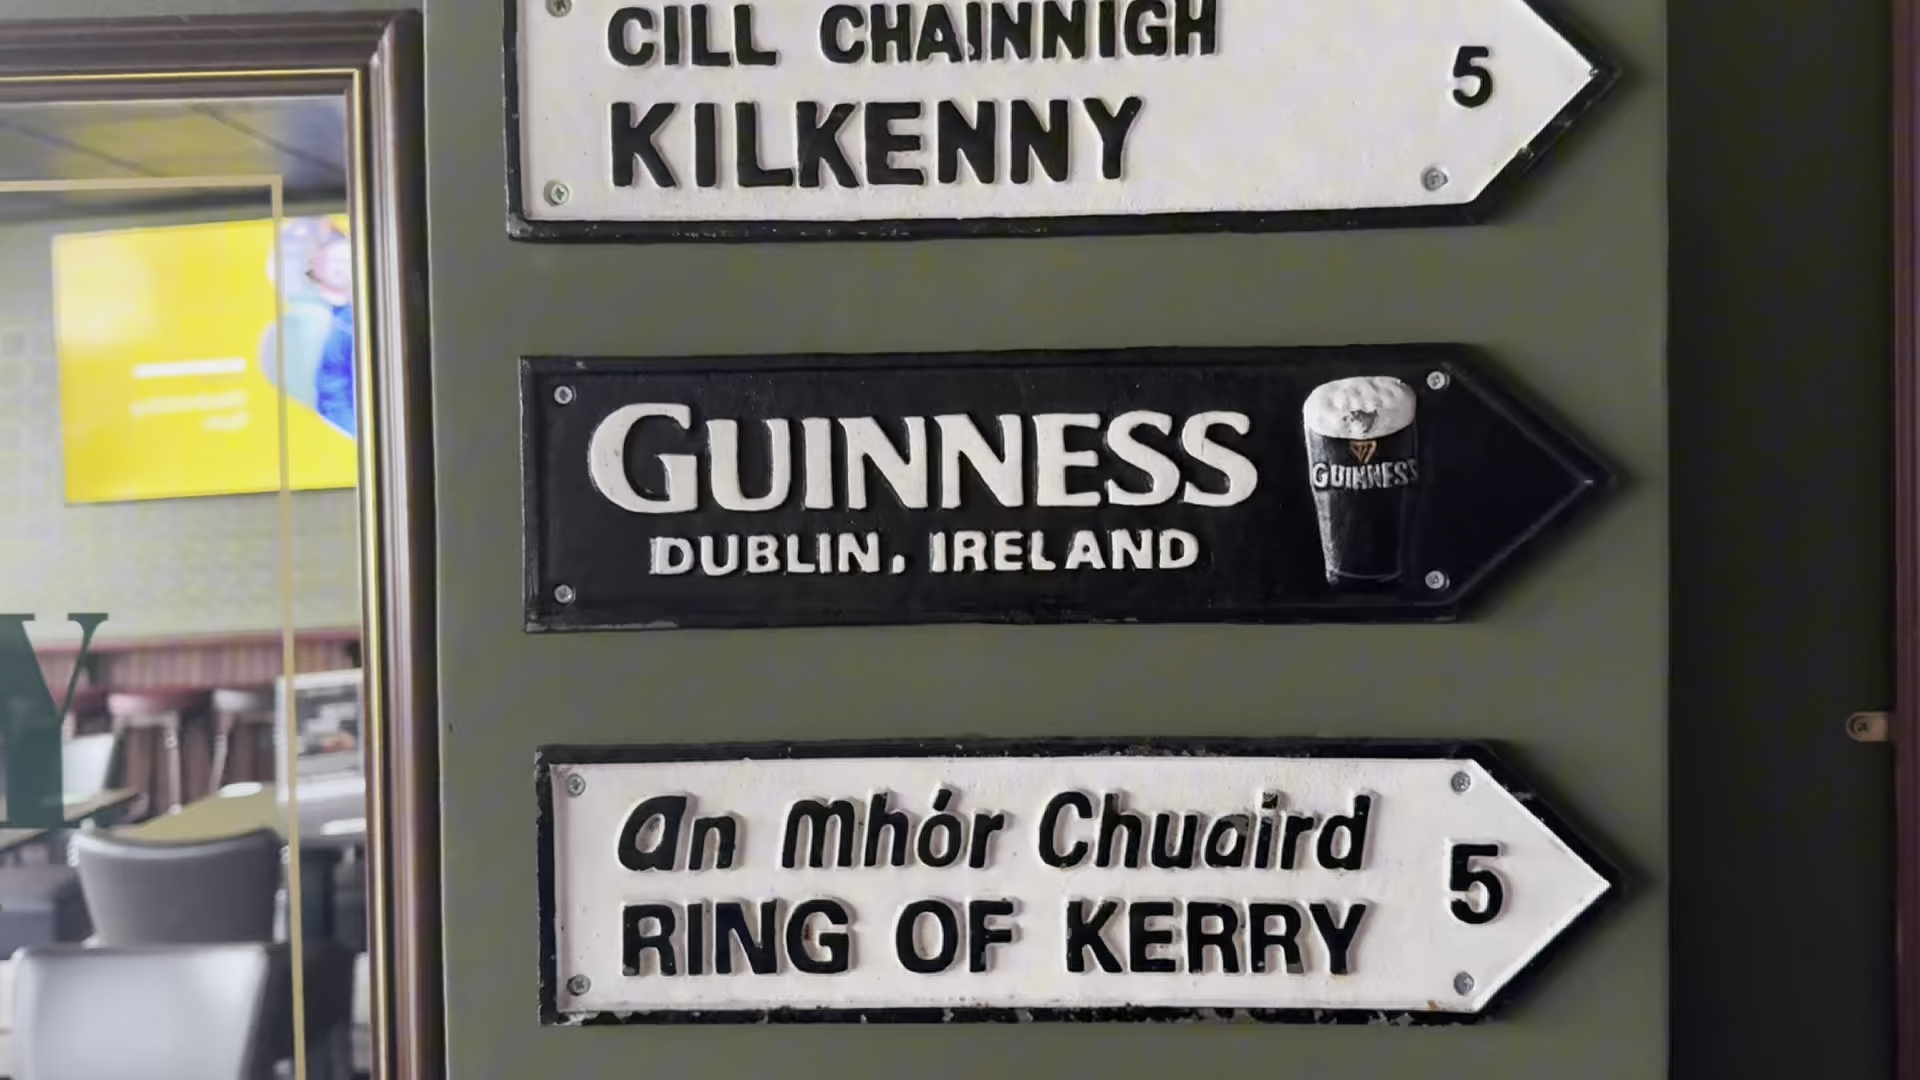 CILL CHAINNIGH
KILKENNY
5
GUINNESS
DUBLIN, IRELAND
GUINNESS
an mhór Chuaird
RING OF KERRY
5
Y